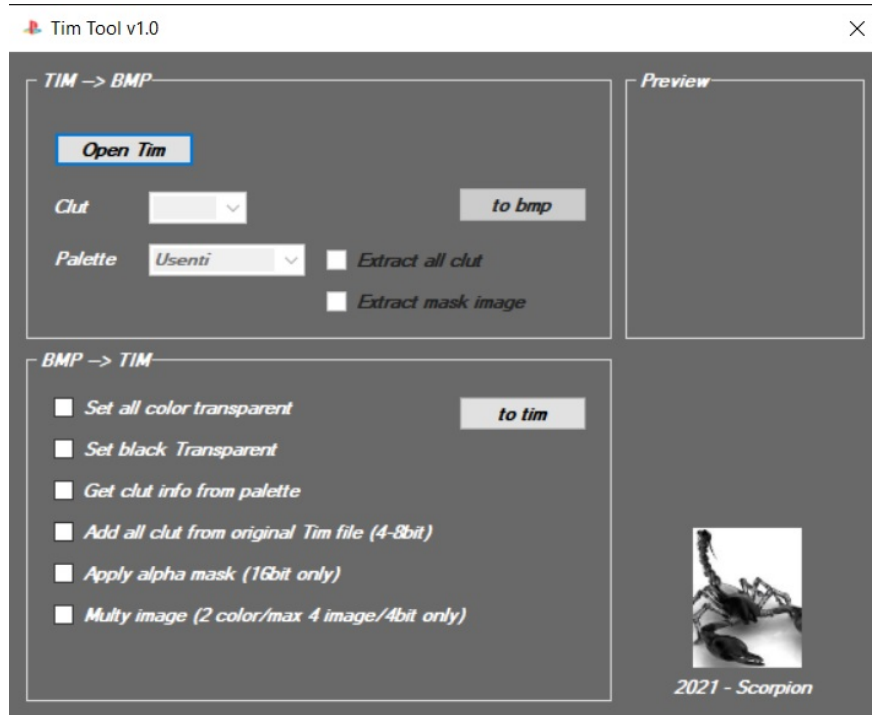 Tim Tool v1.0
TIM --> BMP
Preview
Open Tim
Clut
to bmp
Palette
Usenti
Extract all clut
Extract mask image
BMP --> TIM
Set all color transparent
to tim
Set black Transparent
Get clut info from palette
Add all clut from original Tim file (4-8bit)
Apply alpha mask (16bit only)
Multy image (2 color/max 4 image/4bit only)
2021 - Scorpion